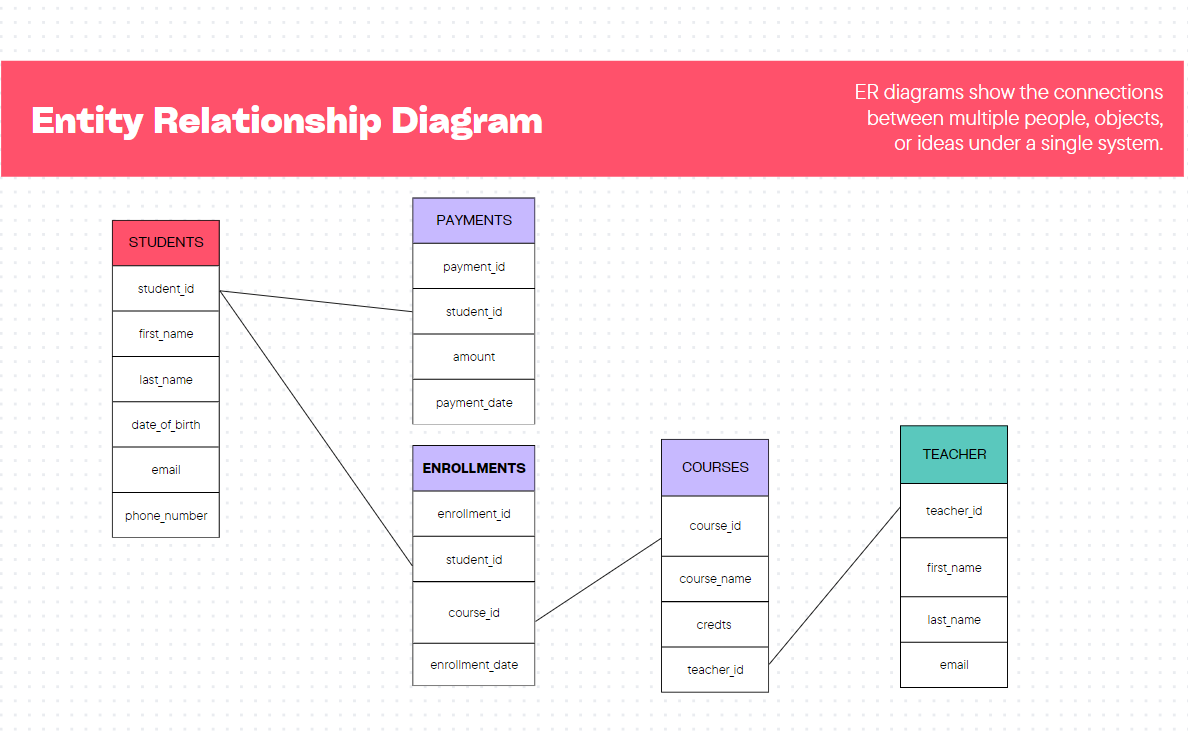 Entity Relationship Diagram
ER diagrams show the connections
between multiple people, objects,
or ideas under a single system.
STUDENTS
student_id
first_name
last_name
date_of_birth
email
phone_number
PAYMENTS
payment_id
student_id
amount
payment_date
ENROLLMENTS
enrollment_id
student_id
course_id
enrollment_date
COURSES
course_id
course_name
credts
teacher_id
TEACHER
teacher_id
first_name
last_name
email